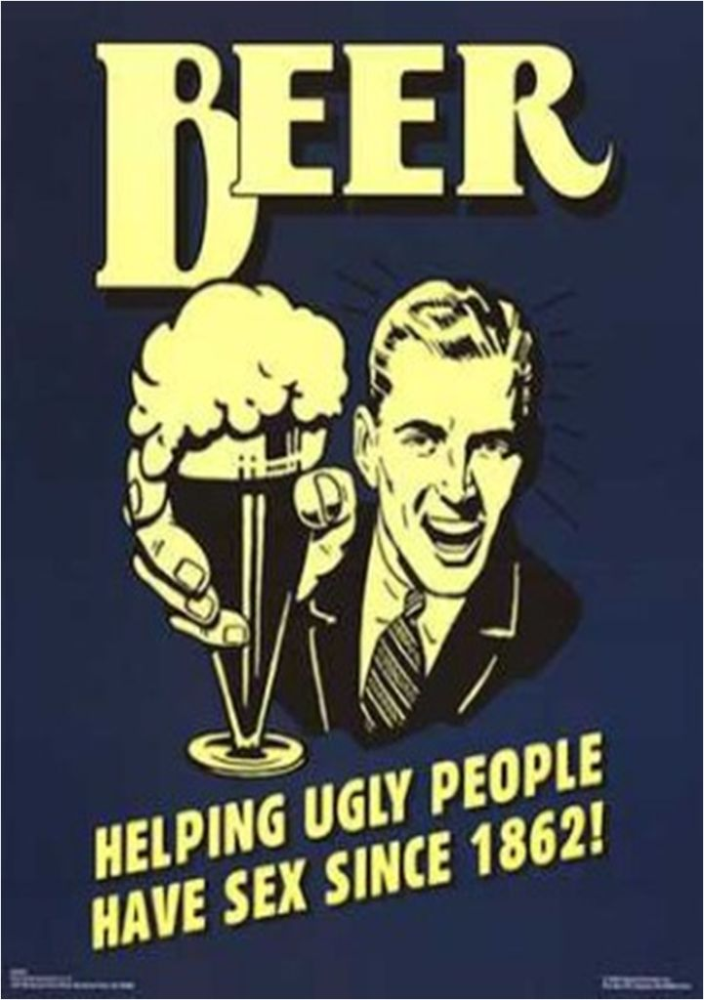 BEER
HELPING UGLY PEOPLE
HAVE SEX SINCE 1862!